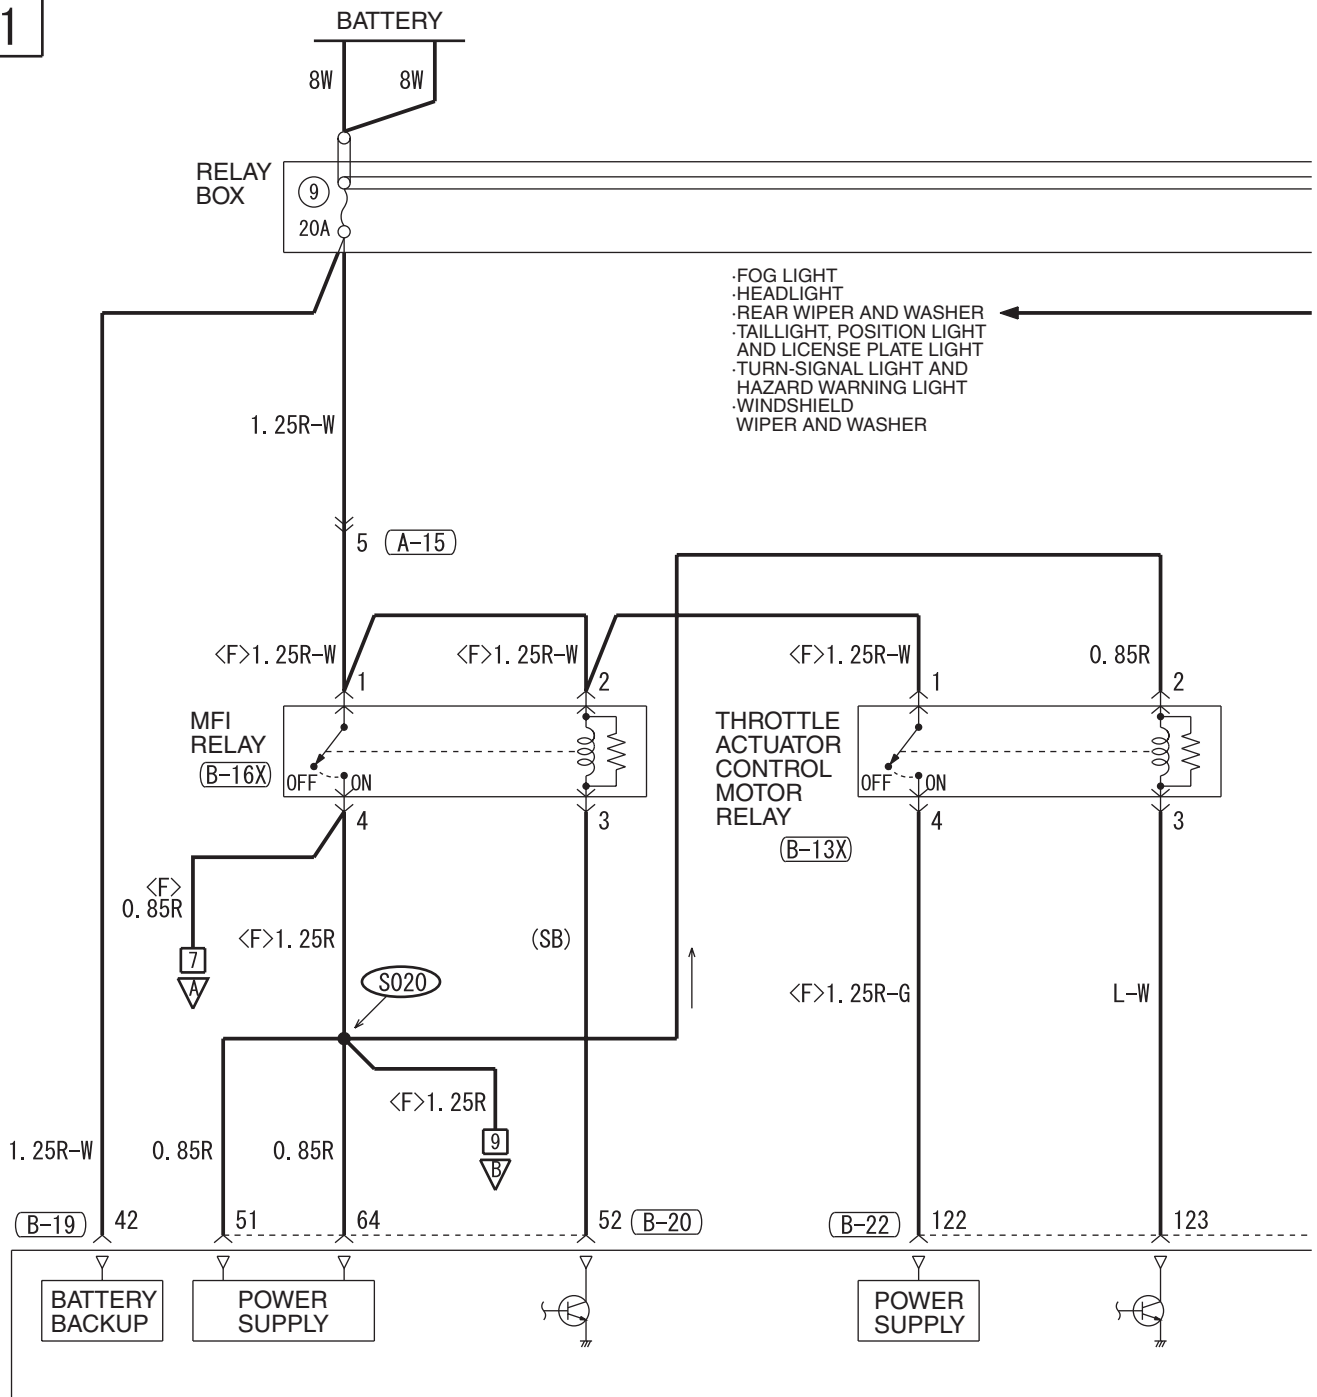 1
BATTERY
8W 8W
RELAY
BOX
9
20A
·FOG LIGHT
·HEADLIGHT
·REAR WIPER AND WASHER
·TAILLIGHT, POSITION LIGHT
AND LICENSE PLATE LIGHT
·TURN-SIGNAL LIGHT AND
HAZARD WARNING LIGHT
·WINDSHIELD
WIPER AND WASHER
1.25R-W
5 A-15
<F>1.25R-W <F>1.25R-W <F>1.25R-W 0.85R
1 2 1 2
MFI
RELAY
B-16X
OFF ON
THROTTLE
ACTUATOR
CONTROL
MOTOR
RELAY
B-13X
OFF ON
4 3 4 3
<F>
0.85R
<F>1.25R (SB)
7
A
S020
<F>1.25R-G L-W
<F>1.25R
9
B
1.25R-W 0.85R 0.85R
B-19 42 51 64 52 B-20 B-22 122 123
BATTERY
BACKUP
POWER
SUPPLY
POWER
SUPPLY